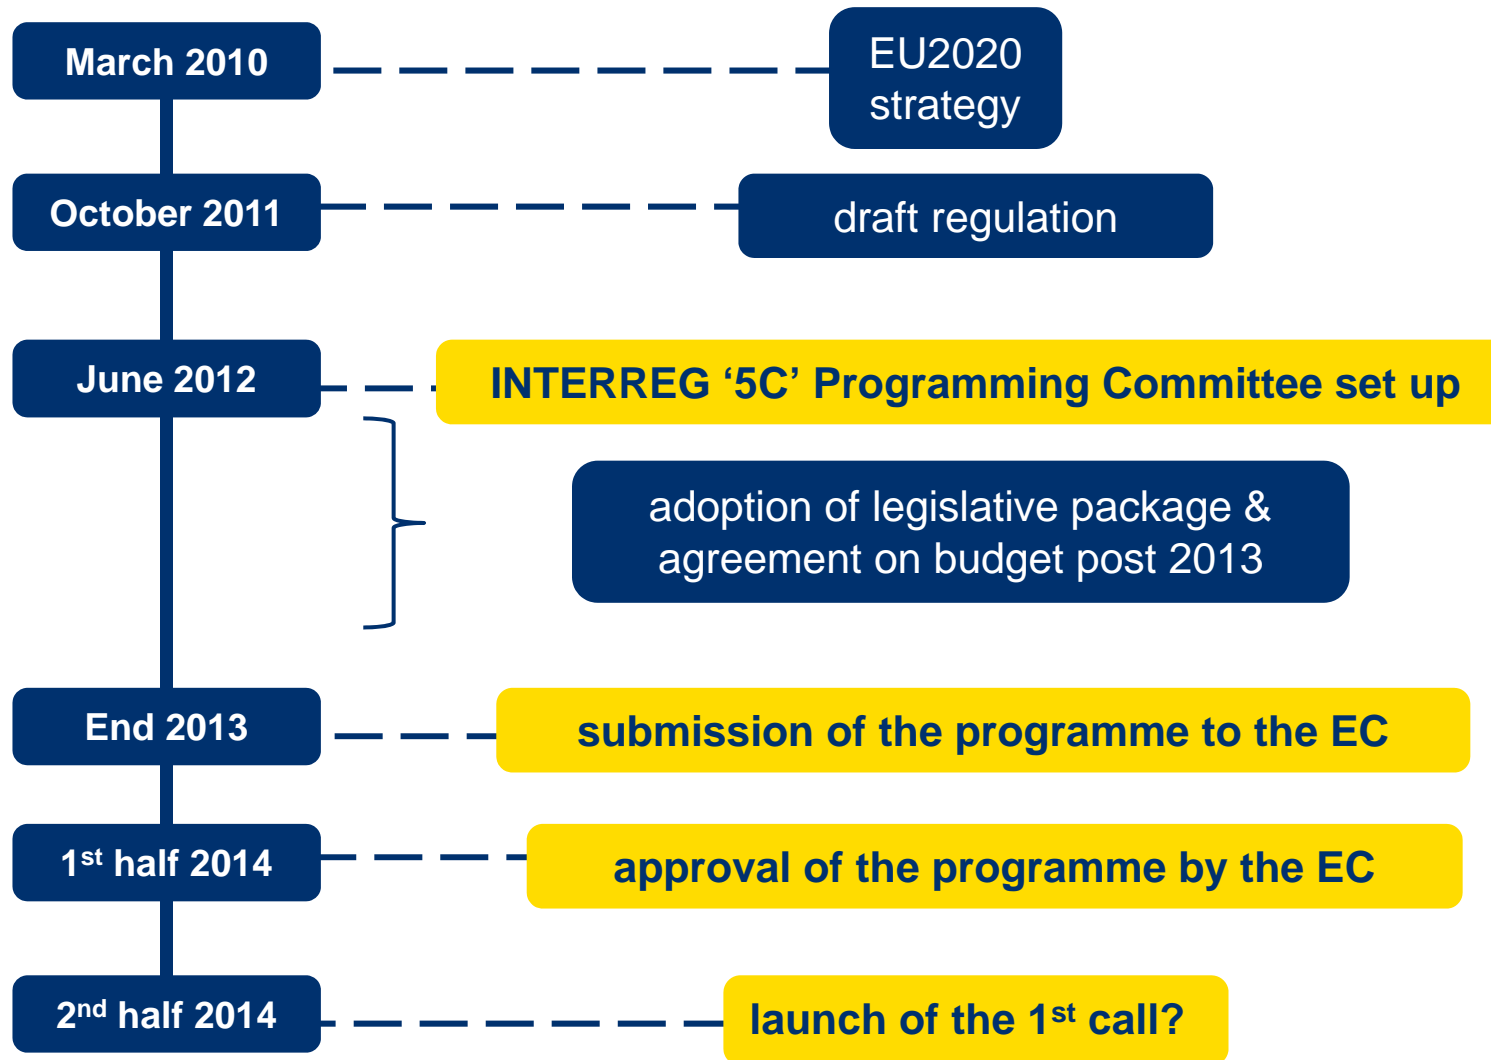 March 2010
EU2020
strategy
October 2011
draft regulation
June 2012
INTERREG ‘5C’ Programming Committee set up
adoption of legislative package &
agreement on budget post 2013
End 2013
submission of the programme to the EC
1st half 2014
approval of the programme by the EC
2nd half 2014
launch of the 1st call?